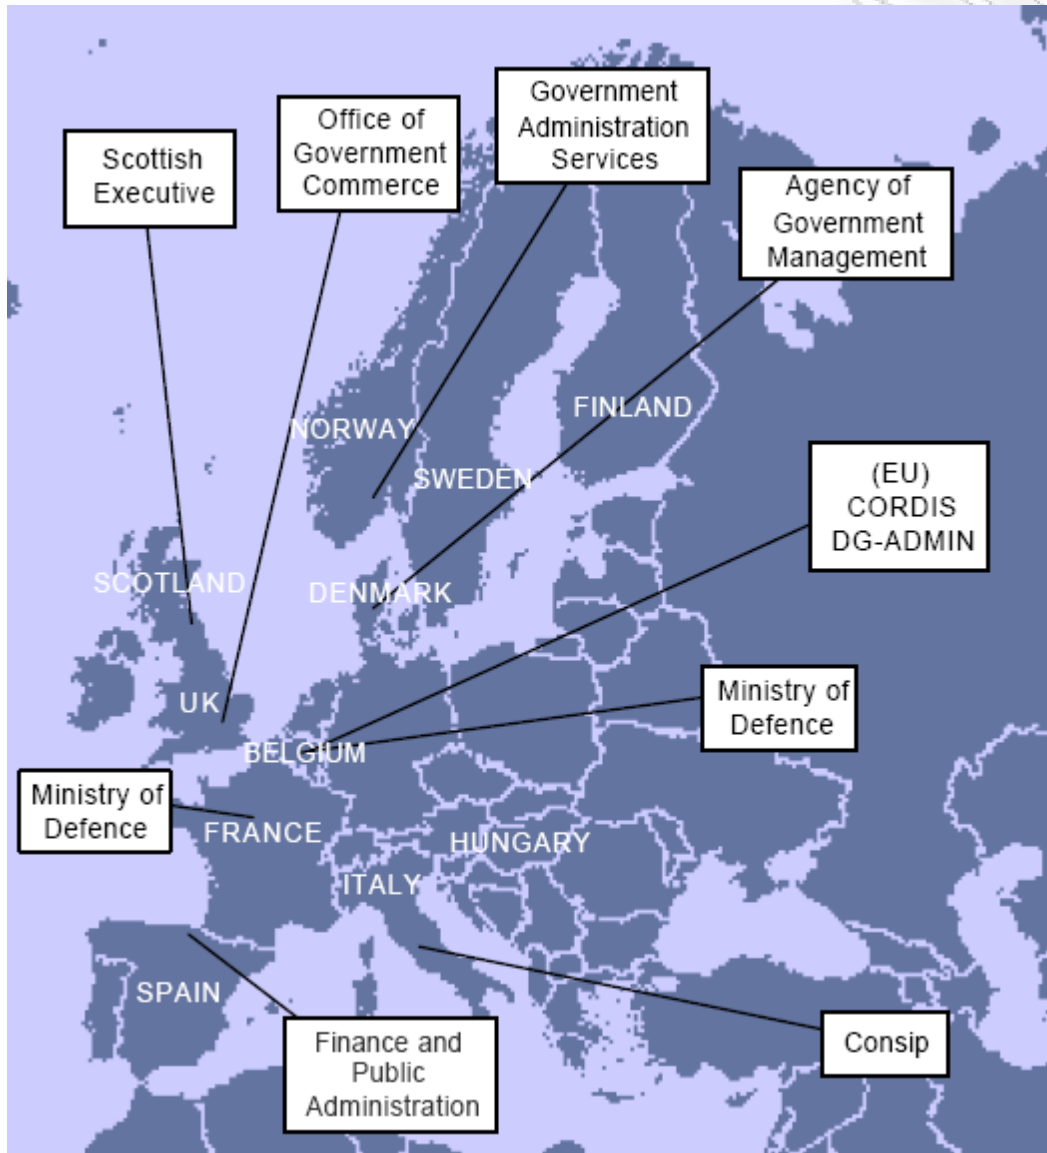 Government
Administration
Services
Office of
Government
Commerce
Scottish
Executive
Agency of
Government
Management
FINLAND
NORWAY
SWEDEN
(EU)
CORDIS
DG-ADMIN
SCOTLAND
DENMARK
UK
Ministry of
Defence
BELGIUM
Ministry of
Defence
FRANCE
HUNGARY
ITALY
SPAIN
Finance and
Public
Administration
Consip